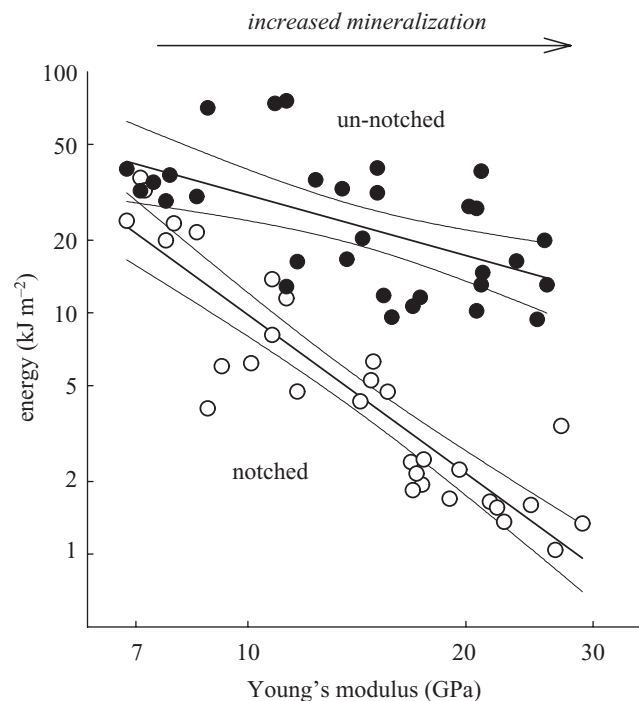 increased mineralization
100
50
20
10
5
2
1
energy (kJ m⁻²)
un-notched
notched
7
10
20
30
Young's modulus (GPa)